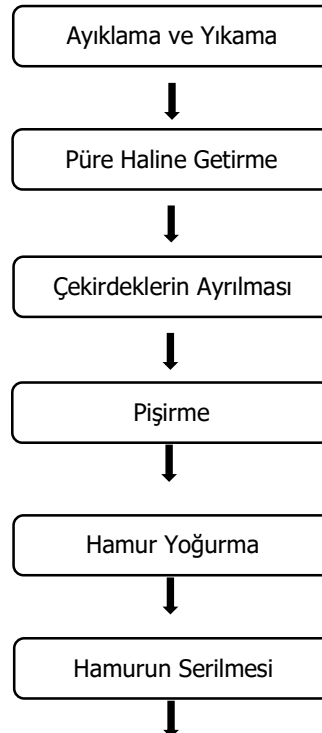 Ayıklama ve Yıkama
Püre Haline Getirme
Çekirdeklerin Ayrılması
Pişirme
Hamur Yoğurma
Hamurun Serilmesi